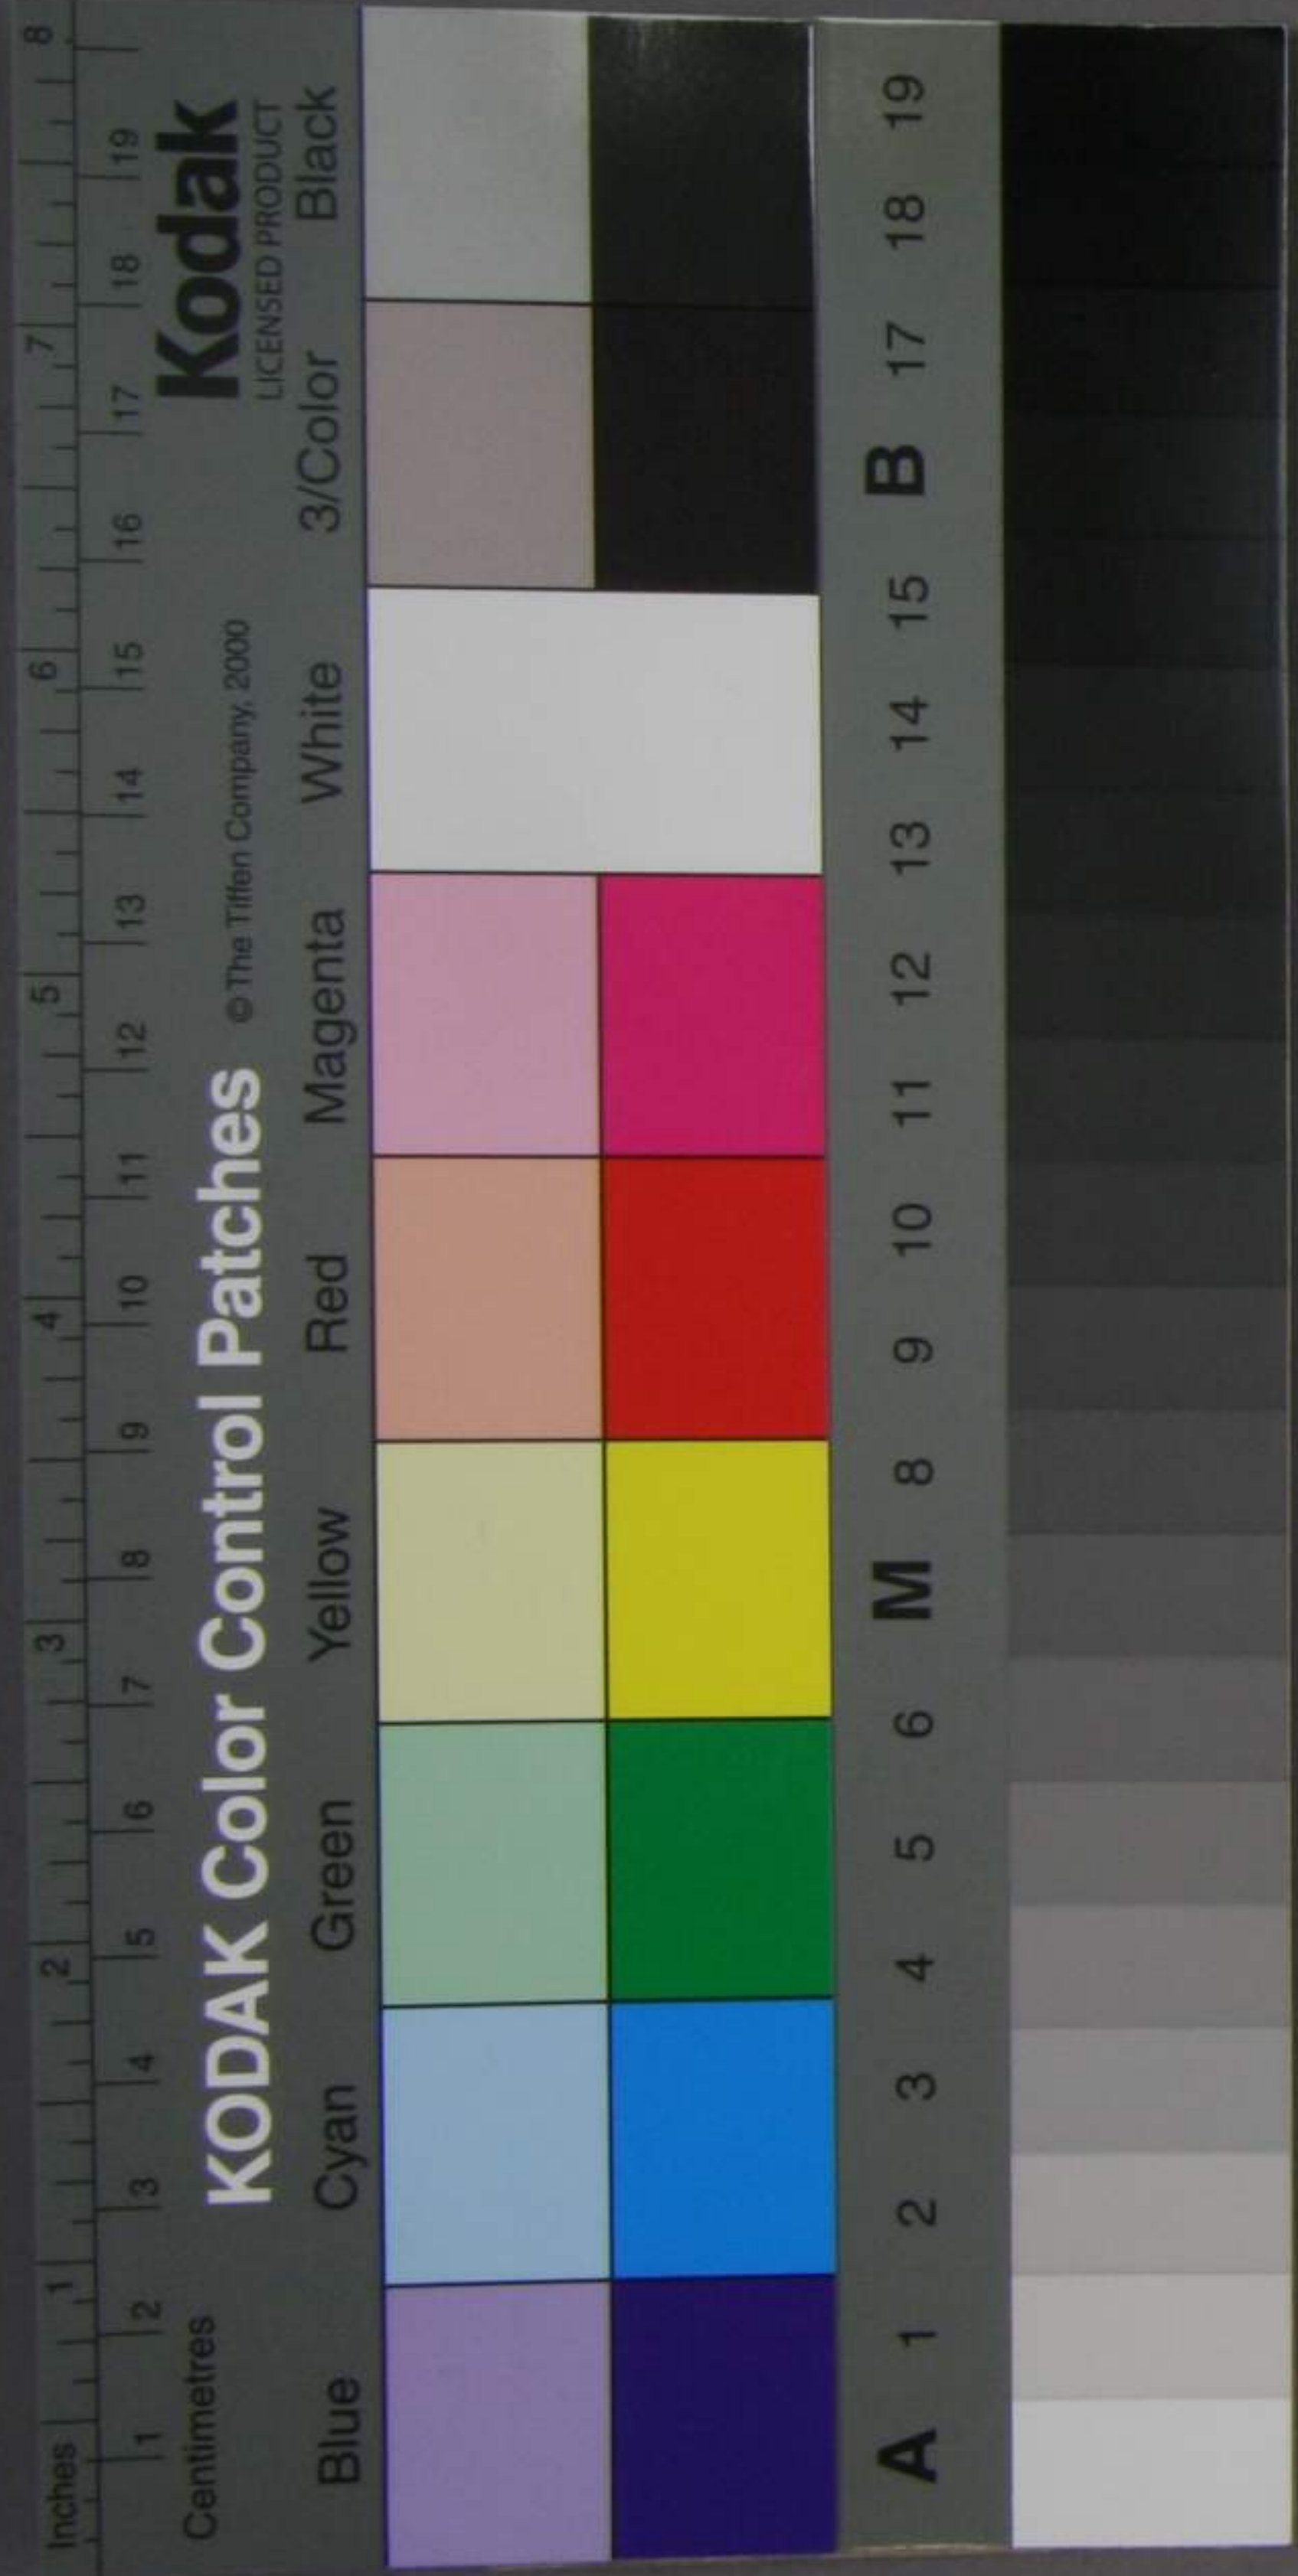 Inches 1 2 3 4 5 6 7 8
Centimetres 1 2 3 4 5 6 7 8 9 10 11 12 13 14 15 16 17 18 19
KODAK Color Control Patches © The Tiffen Company, 2000
Kodak
LICENSED PRODUCT
Blue Cyan Green Yellow Red Magenta White 3/Color Black
A 1 2 3 4 5 6 M 8 9 10 11 12 13 14 15 B 17 18 19